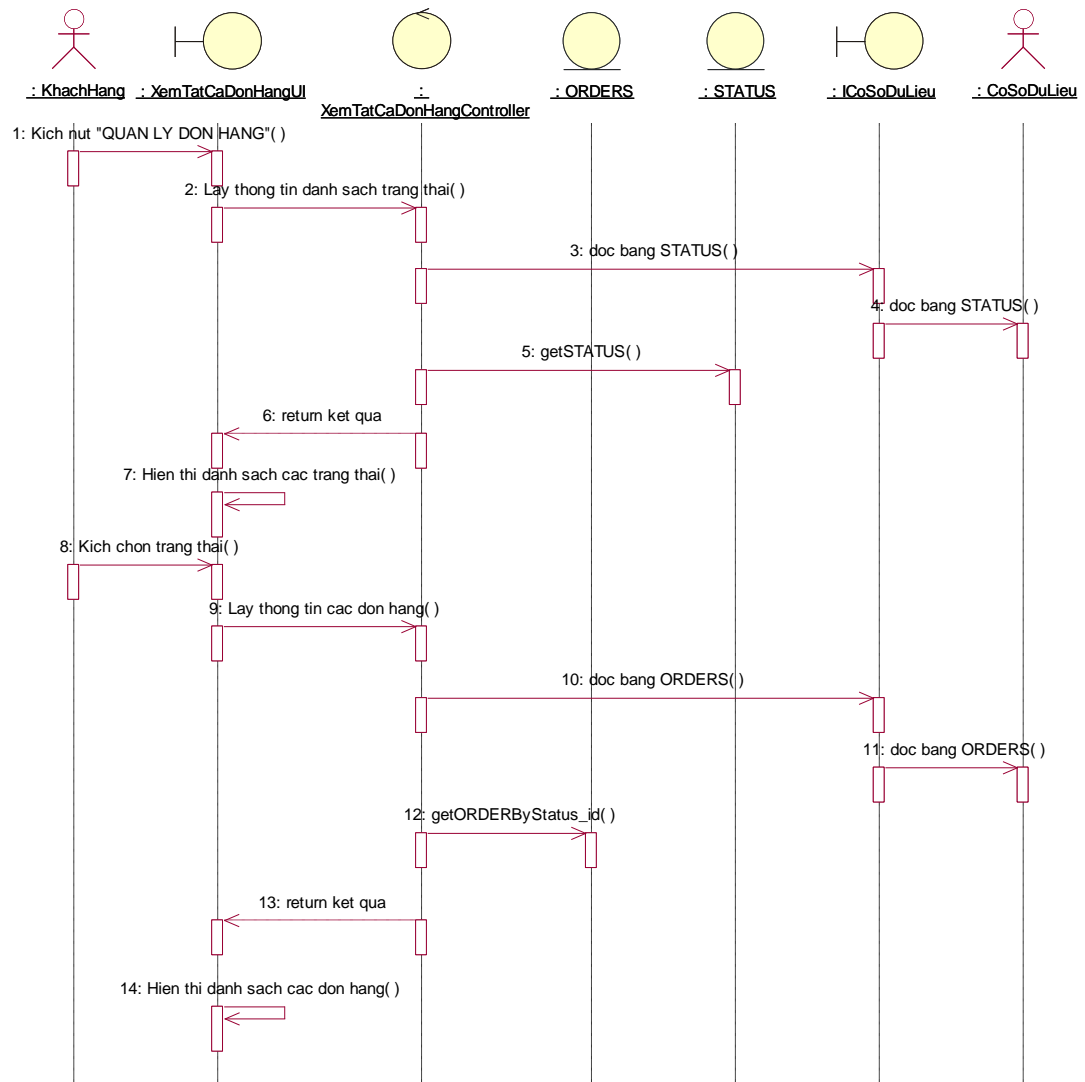 : KhachHang
: XemTatCaDonHangUI
:
XemTatCaDonHangController
: ORDERS
: STATUS
: ICoSoDuLieu
: CoSoDuLieu
1: Kich nut "QUAN LY DON HANG"( )
2: Lay thong tin danh sach trang thai( )
3: doc bang STATUS( )
4: doc bang STATUS( )
5: getSTATUS( )
6: return ket qua
7: Hien thi danh sach cac trang thai( )
8: Kich chon trang thai( )
9: Lay thong tin cac don hang( )
10: doc bang ORDERS( )
11: doc bang ORDERS( )
12: getORDERByStatus_id( )
13: return ket qua
14: Hien thi danh sach cac don hang( )